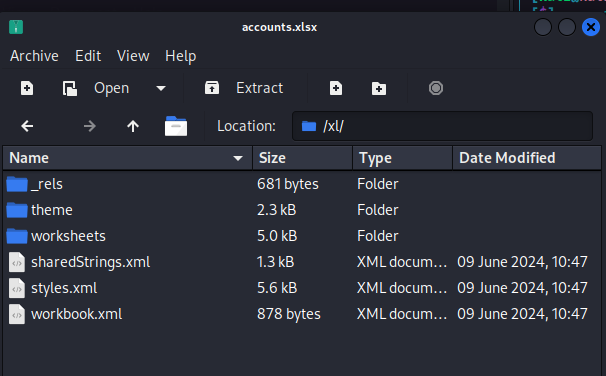 accounts.xlsx
Archive Edit View Help
Open Extract
Location: /xl/
Name Size Type Date Modified
_rels 681 bytes Folder
theme 2.3 kB Folder
worksheets 5.0 kB Folder
sharedStrings.xml 1.3 kB XML docum... 09 June 2024, 10:47
styles.xml 5.6 kB XML docum... 09 June 2024, 10:47
workbook.xml 878 bytes XML docum... 09 June 2024, 10:47